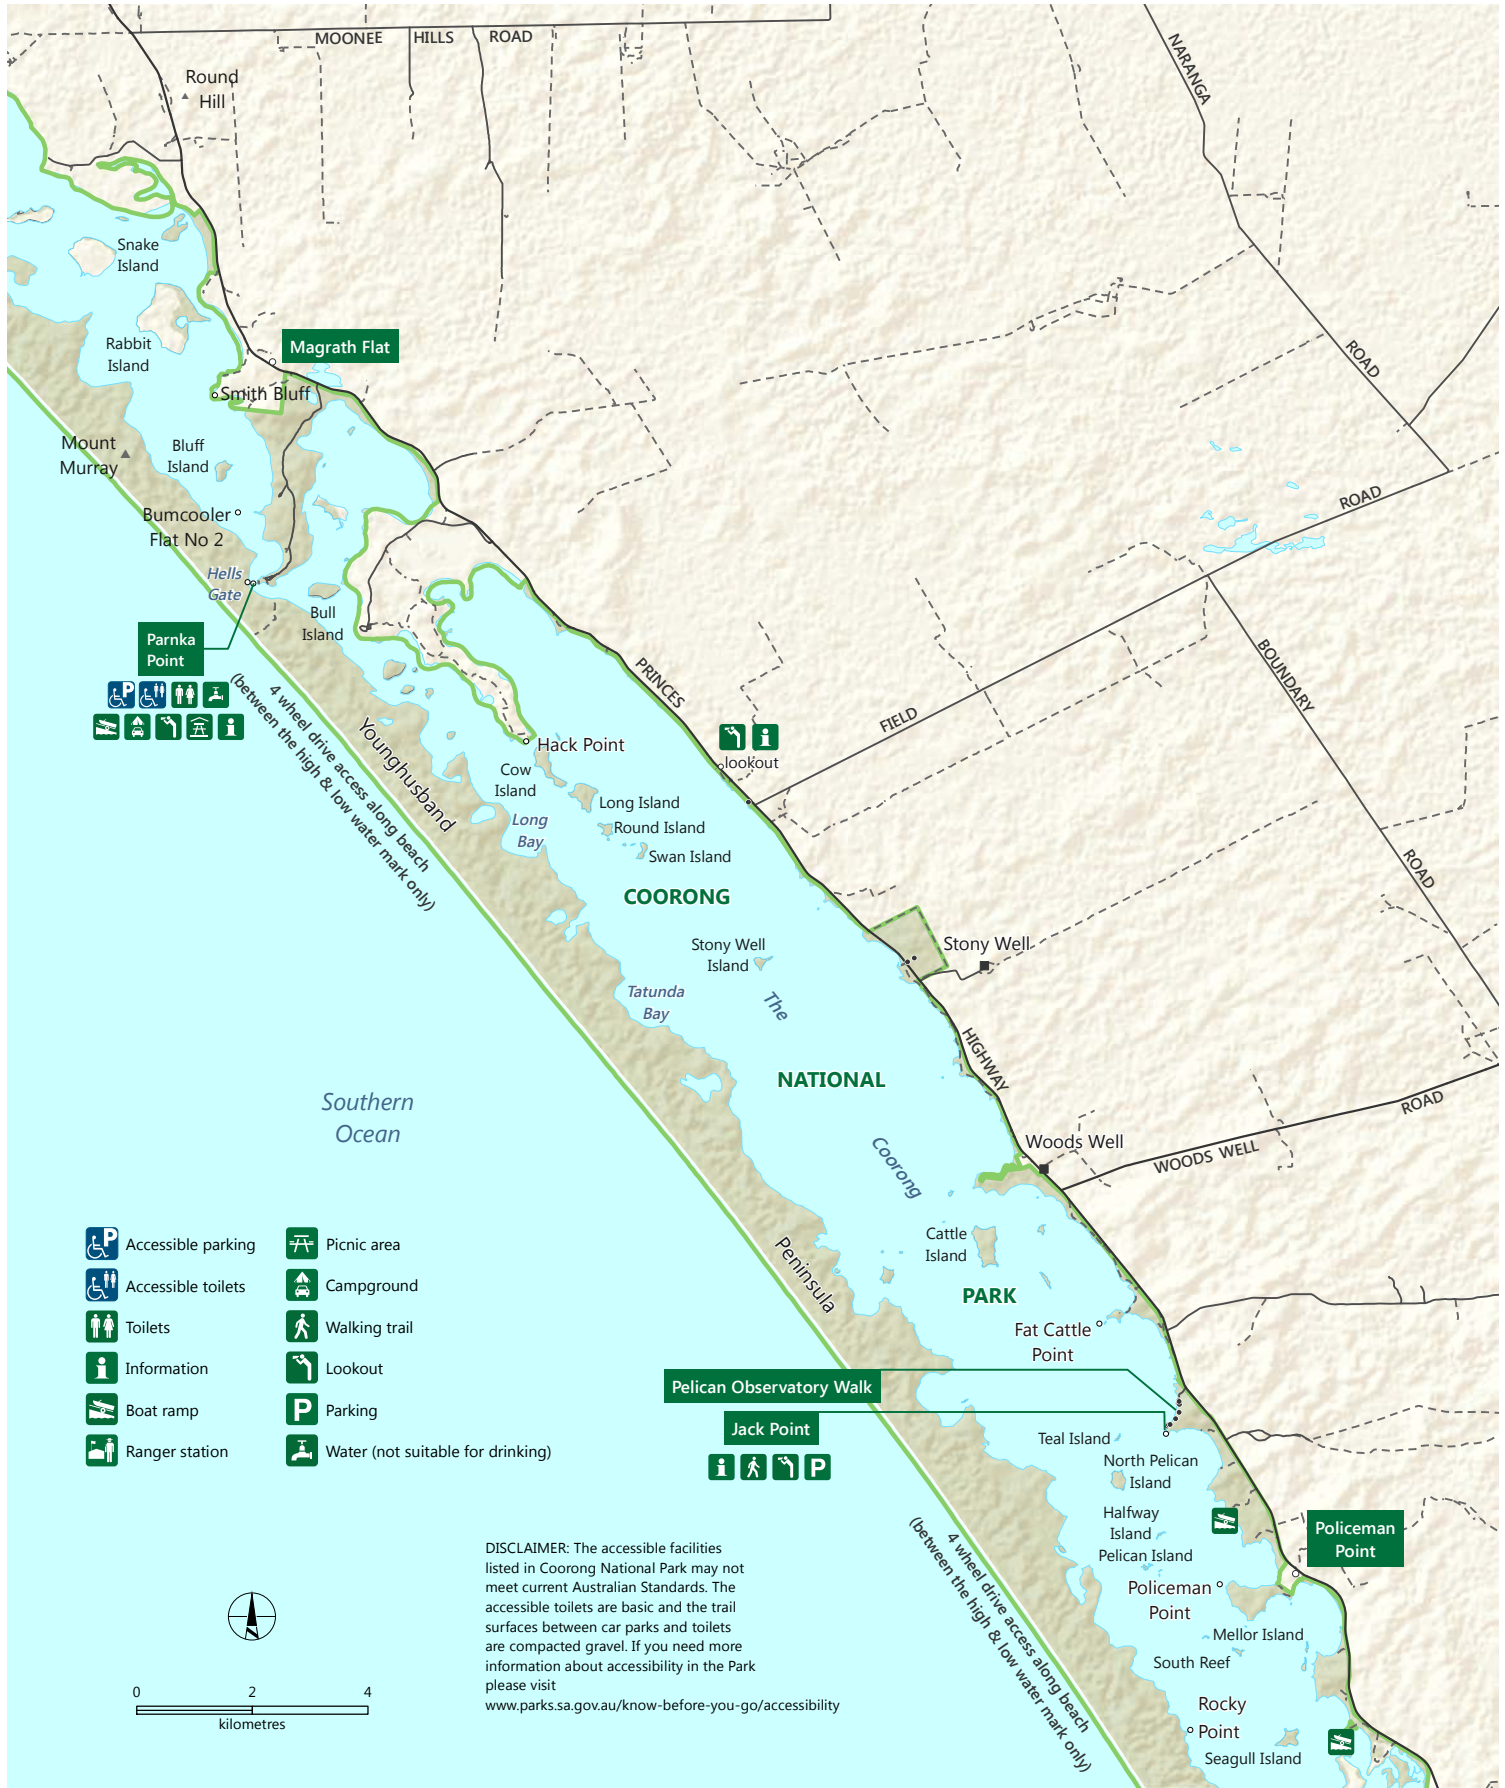 MOONEE HILLS ROAD
NARANGA
ROAD
Round
Hill
Snake
Island
Rabbit
Island
Magrath Flat
Smith Bluff
Mount
Murray
Bluff
Island
Bumcooler
Flat No 2
Hells
Gate
Bull
Island
Parnka
Point
P
4 wheel drive access along beach
(between the high & low water mark only)
Younghusband
PRINCES
FIELD
ROAD
BOUNDARY
ROAD
lookout
Hack Point
Cow
Island
Long Island
Long
Bay
Round Island
Swan Island
COORONG
Stony Well
Stony Well
Island
Tatunda
Bay
The
HIGHWAY
NATIONAL
Southern
Ocean
Coorong
Woods Well
WOODS WELL
ROAD
Cattle
Island
Peninsula
PARK
Fat Cattle
Point
Pelican Observatory Walk
Jack Point
P
Teal Island
North Pelican
Island
Halfway
Island
Pelican Island
Policeman
Point
Policeman
Point
Mellor Island
South Reef
Rocky
Point
Seagull Island
4 wheel drive access along beach
(between the high & low water mark only)
P
Accessible parking
Accessible toilets
Toilets
Information
Boat ramp
Ranger station
Picnic area
Campground
Walking trail
Lookout
P
Parking
Water (not suitable for drinking)
DISCLAIMER: The accessible facilities
listed in Coorong National Park may not
meet current Australian Standards. The
accessible toilets are basic and the trail
surfaces between car parks and toilets
are compacted gravel. If you need more
information about accessibility in the Park
please visit
www.parks.sa.gov.au/know-before-you-go/accessibility
0 2 4
kilometres